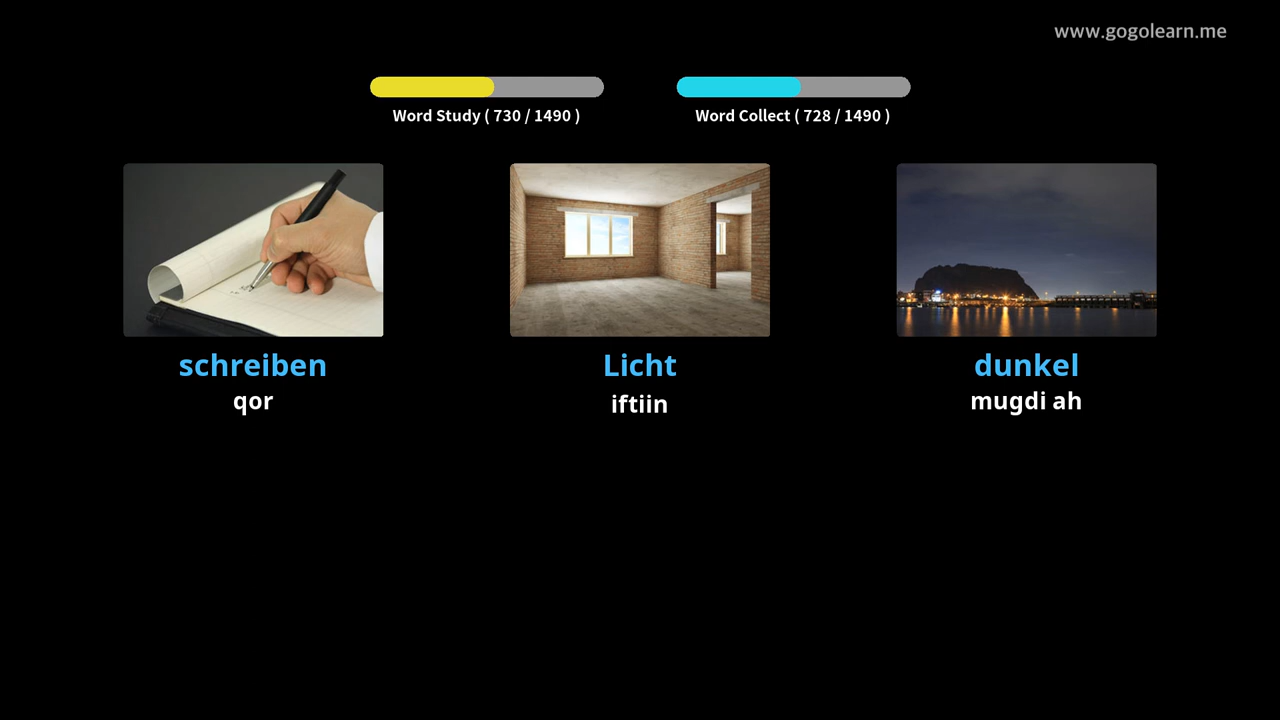 www.gogolearn.me
Word Study ( 730 / 1490 )
Word Collect ( 728 / 1490 )
schreiben
qor
Licht
iftiin
dunkel
mugdi ah